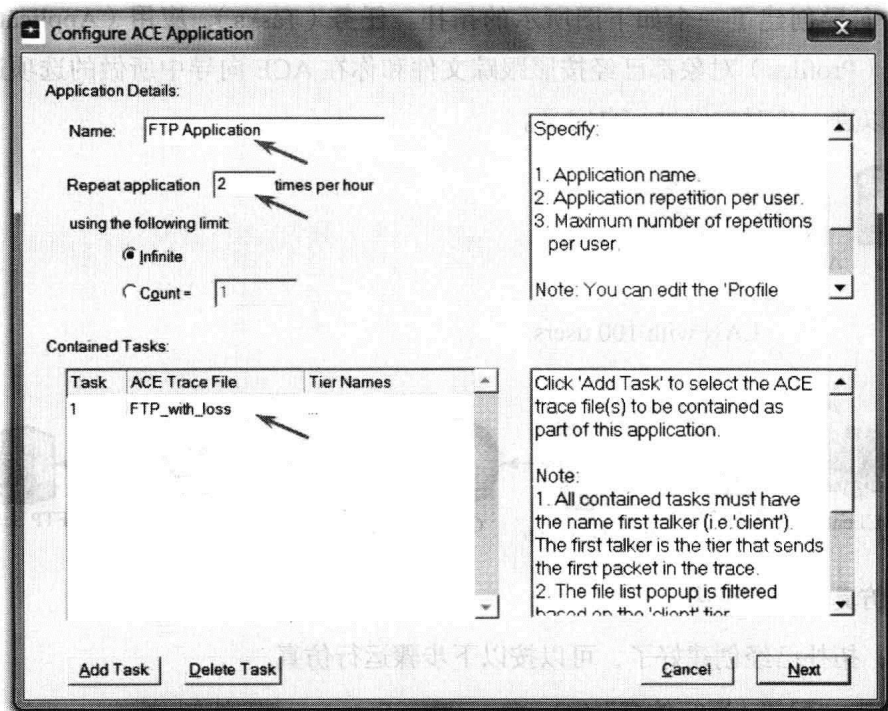 Configure ACE Application
Application Details:
Name: FTP Application
Repeat application 2 times per hour
using the following limit:
Infinite
Count = 1
Specify:
1. Application name.
2. Application repetition per user.
3. Maximum number of repetitions
per user.
Note: You can edit the 'Profile
Contained Tasks:
Task ACE Trace File Tier Names
1 FTP_with_loss ...
Click 'Add Task' to select the ACE
trace file(s) to be contained as
part of this application.
Note:
1. All contained tasks must have
the name first talker (i.e.'client').
The first talker is the tier that sends
the first packet in the trace.
2. The file list popup is filtered
based on the 'client' tier
Add Task
Delete Task
Cancel
Next